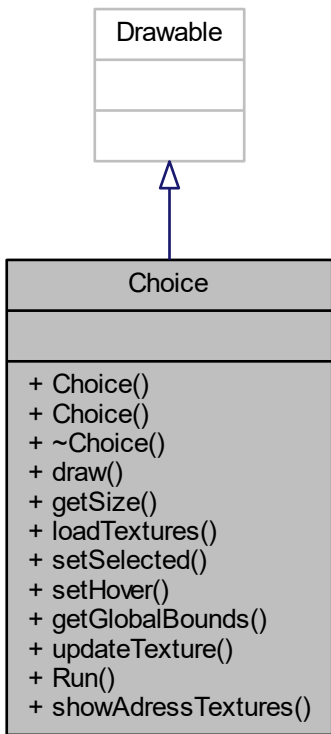 Drawable
Choice
+ Choice()
+ Choice()
+ ~Choice()
+ draw()
+ getSize()
+ loadTextures()
+ setSelected()
+ setHover()
+ getGlobalBounds()
+ updateTexture()
+ Run()
+ showAdressTextures()